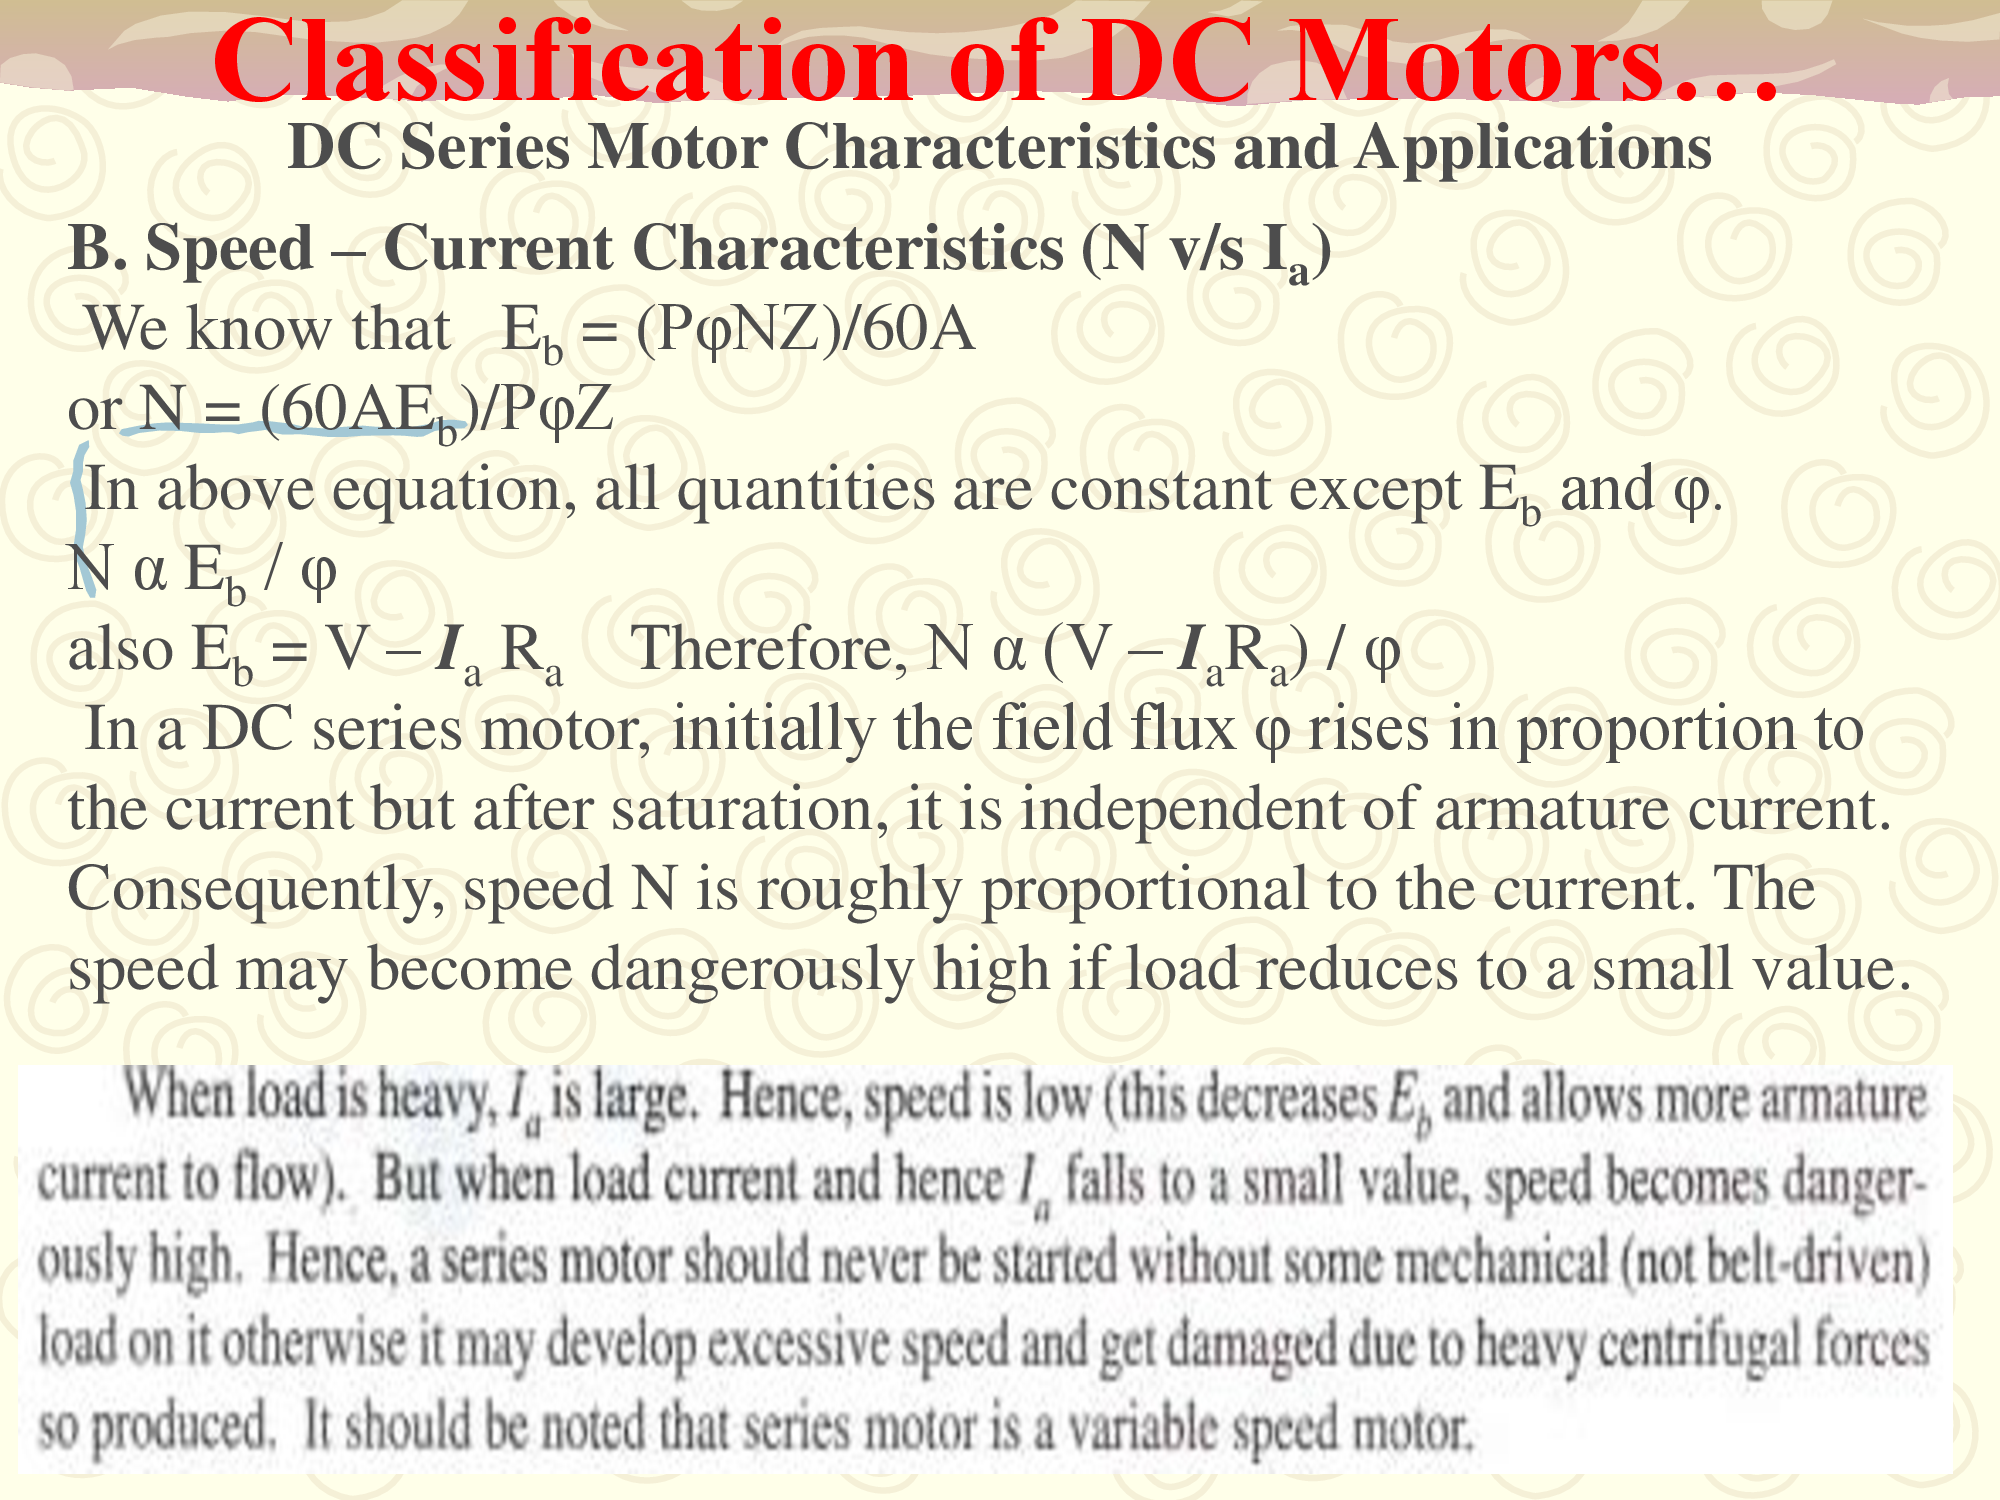 Classification of DC Motors…
DC Series Motor Characteristics and Applications
B. Speed – Current Characteristics (N v/s Ia)
We know that Eb = (PφNZ)/60A
or N = (60AEb)/PφZ
In above equation, all quantities are constant except Eb and φ.
N α Eb / φ
also Eb = V – Ia Ra Therefore, N α (V – IaRa) / φ
In a DC series motor, initially the field flux φ rises in proportion to
the current but after saturation, it is independent of armature current.
Consequently, speed N is roughly proportional to the current. The
speed may become dangerously high if load reduces to a small value.
When load is heavy, Ia is large. Hence, speed is low (this decreases Eb and allows more armature
current to flow). But when load current and hence Ia falls to a small value, speed becomes danger-
ously high. Hence, a series motor should never be started without some mechanical (not belt-driven)
load on it otherwise it may develop excessive speed and get damaged due to heavy centrifugal forces
so produced. It should be noted that series motor is a variable speed motor.